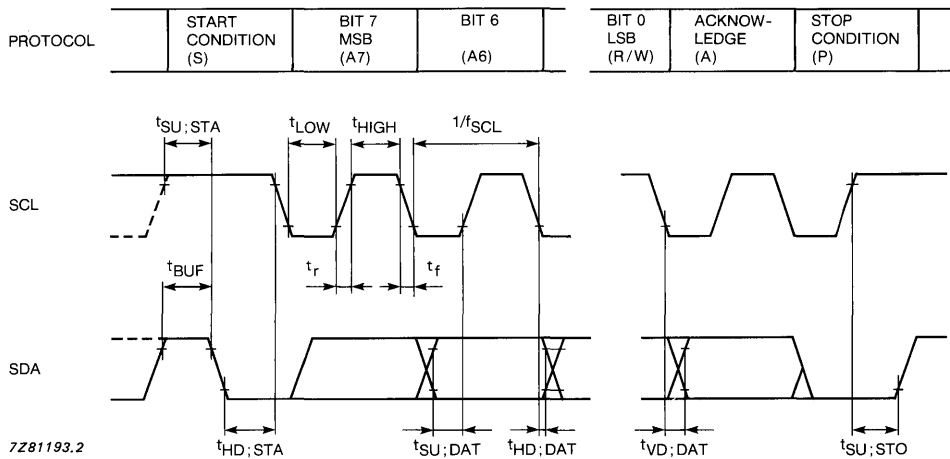 PROTOCOL
START
CONDITION
(S)
BIT 7
MSB
(A7)
BIT 6
(A6)
BIT 0
LSB
(R/W)
ACKNOW-
LEDGE
(A)
STOP
CONDITION
(P)
tSU;STA
tLOW
tHIGH
1/fSCL
SCL
tBUF
tr
tf
SDA
tHD;STA
tSU;DAT
tHD;DAT
tVD;DAT
tSU;STO
7Z81193.2